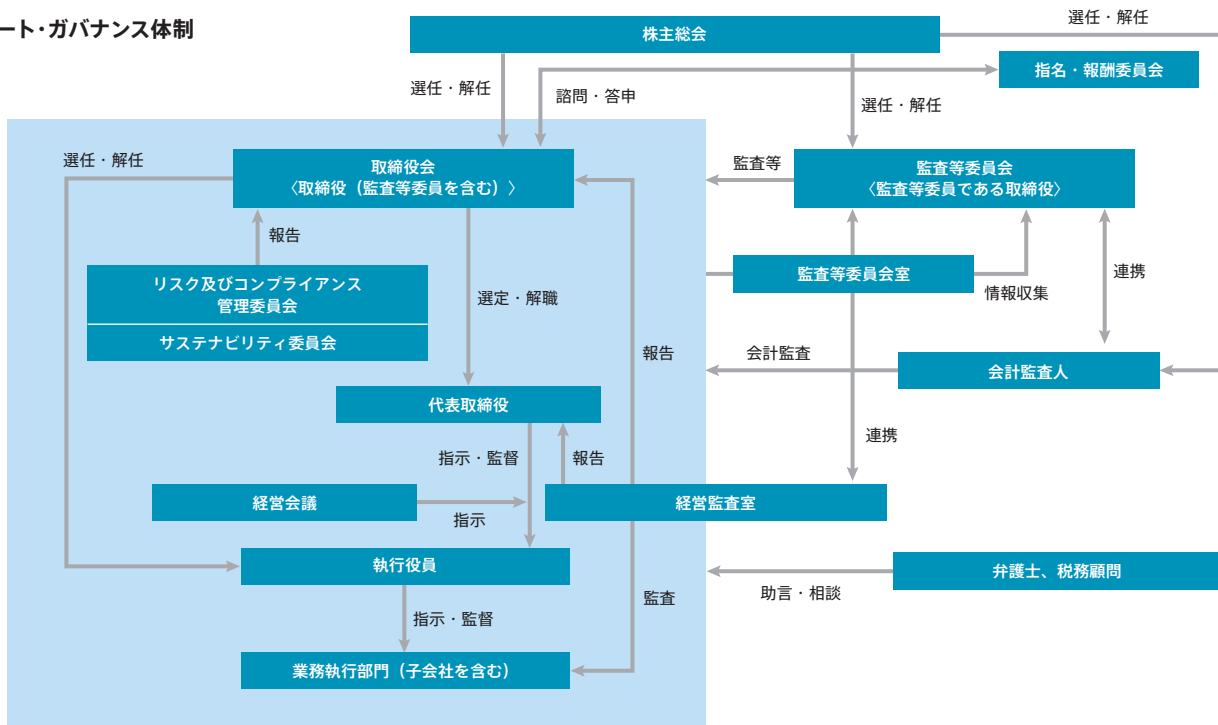 ート・ガバナンス体制
選任・解任
株主総会
指名・報酬委員会
選任・解任
諮問・答申
選任・解任
選任・解任
取締役会
〈取締役（監査等委員を含む）〉
監査等
監査等委員会
〈監査等委員である取締役〉
報告
リスク及びコンプライアンス
管理委員会
サステナビリティ委員会
選定・解職
監査等委員会室
情報収集
連携
報告
会計監査
会計監査人
代表取締役
連携
指示・監督
報告
経営会議
指示
経営監査室
執行役員
弁護士、税務顧問
助言・相談
監査
指示・監督
業務執行部門（子会社を含む）